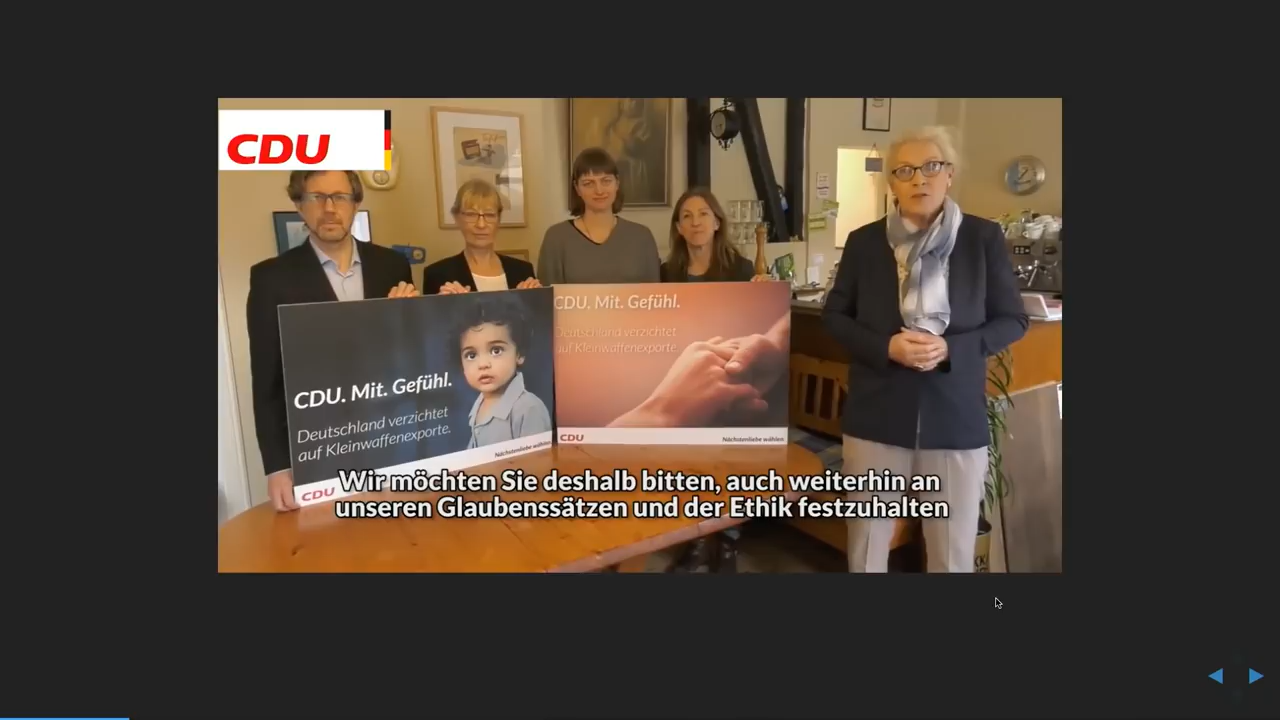 CDU
CDU. Mit. Gefühl.
Deutschland verzichtet
auf Kleinwaffenexporte.
Nächstenliebe wählen
CDU
CDU. Mit. Gefühl.
Deutschland verzichtet
auf Kleinwaffenexporte.
CDU
Nächstenliebe wählen
Wir möchten Sie deshalb bitten, auch weiterhin an
unseren Glaubenssätzen und der Ethik festzuhalten